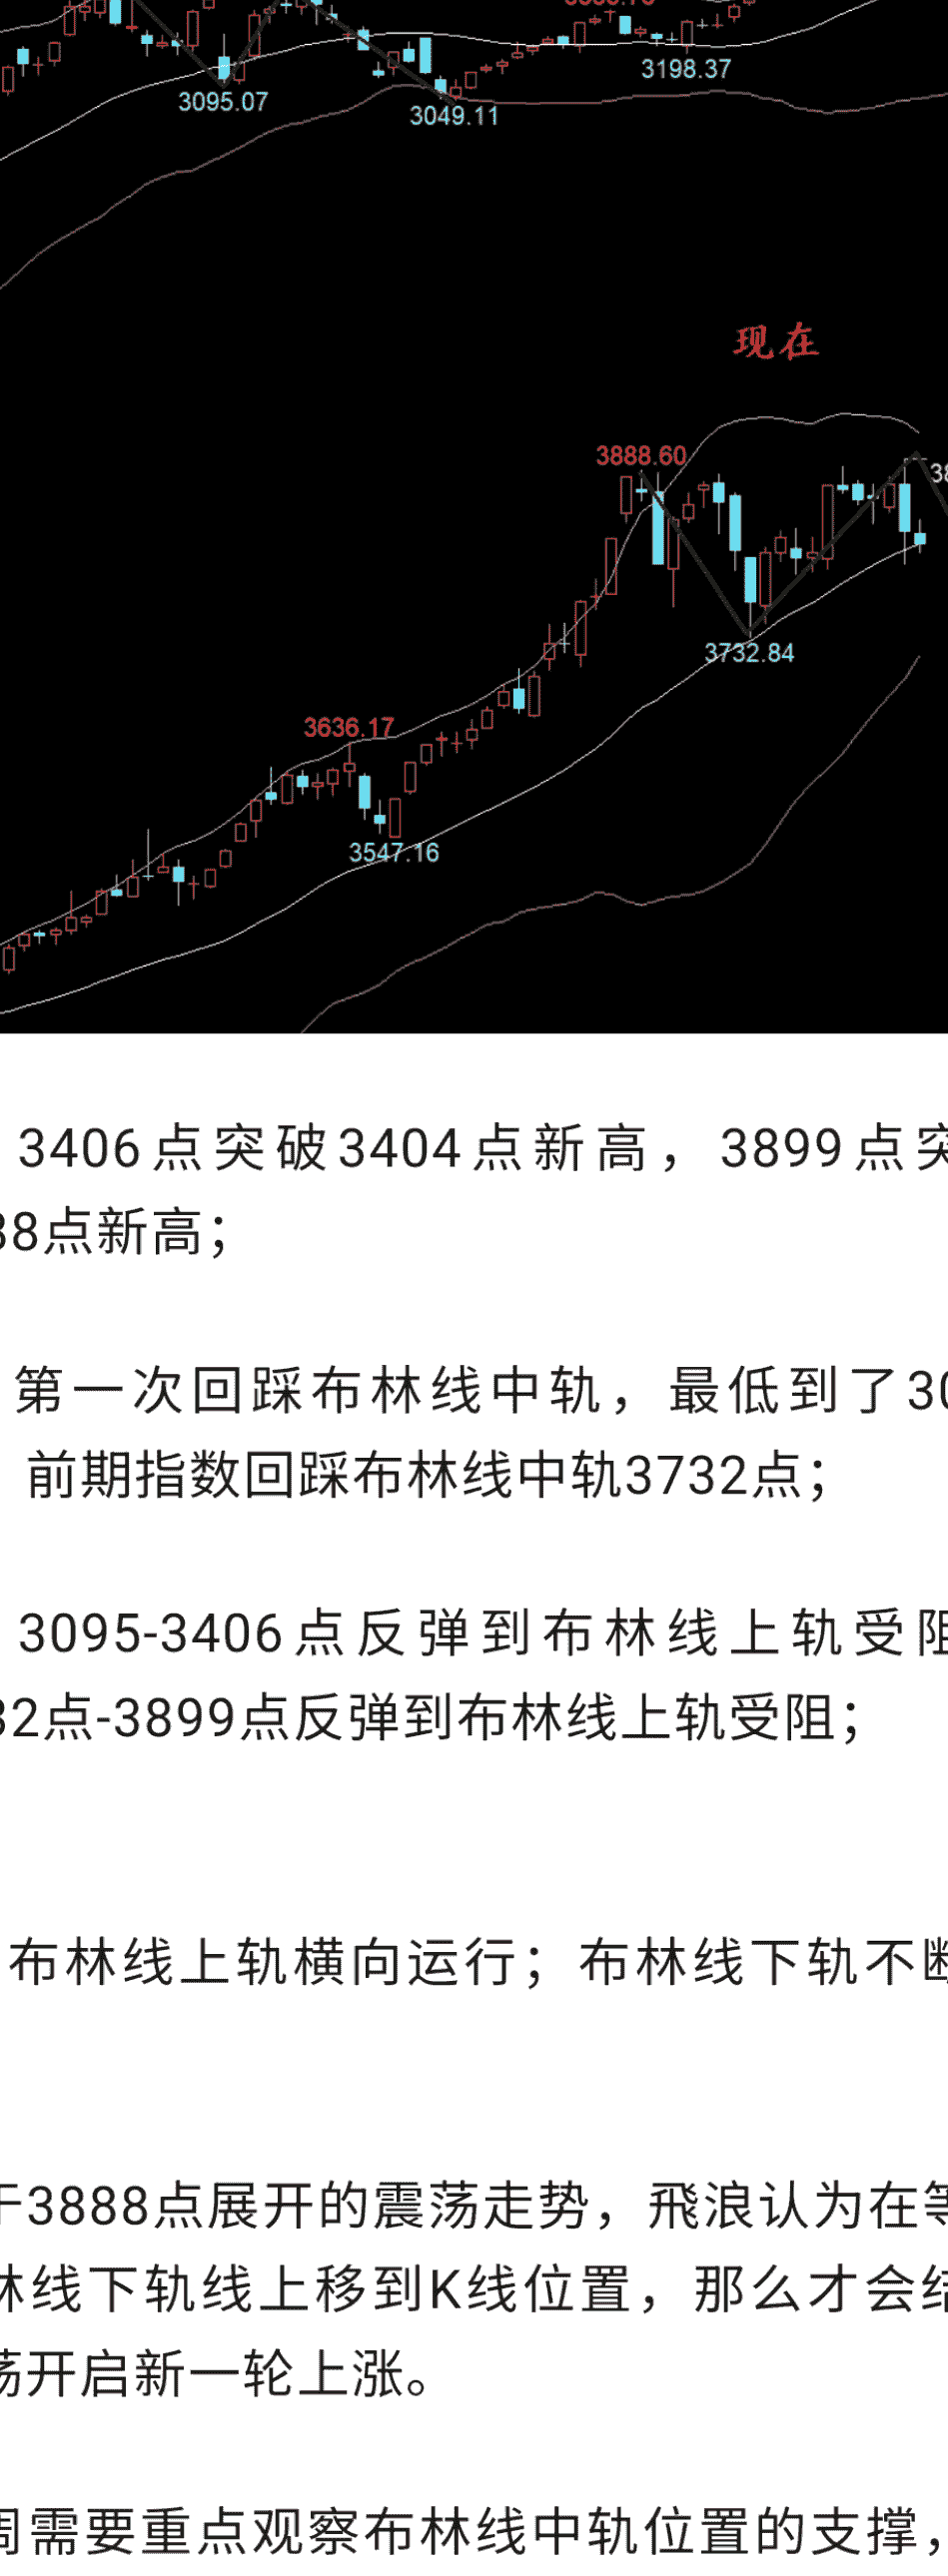 3095.07
3049.11
3198.37
现在
3888.60
38
3732.84
3636.17
3547.16
3406点突破3404点新高，3899点突
88点新高；
第一次回踩布林线中轨，最低到了30
前期指数回踩布林线中轨3732点；
3095-3406点反弹到布林线上轨受阻
32点-3899点反弹到布林线上轨受阻；
布林线上轨横向运行；布林线下轨不断
于3888点展开的震荡走势，飛浪认为在等
林线下轨线上移到K线位置，那么才会结
荡开启新一轮上涨。
周需要重点观察布林线中轨位置的支撑，